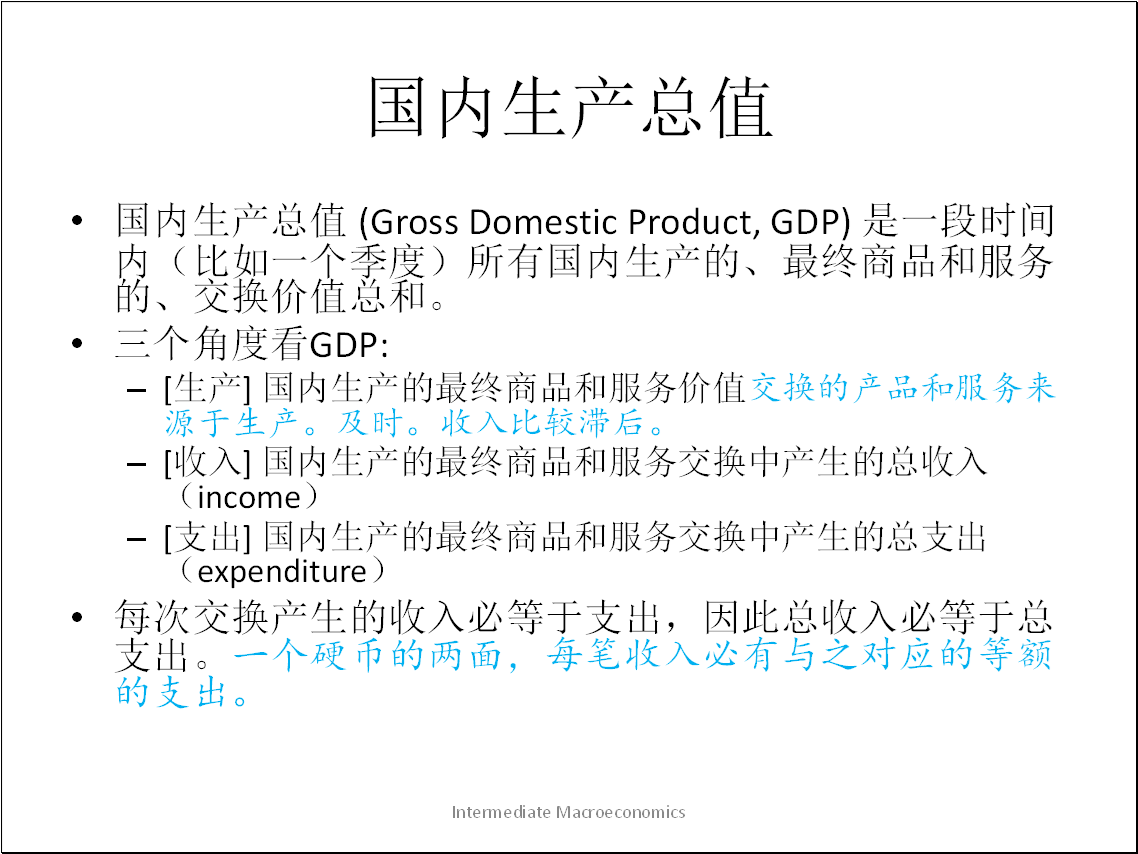 国内生产总值
• 国内生产总值 (Gross Domestic Product, GDP) 是一段时间
内（比如一个季度）所有国内生产的、最终商品和服务
的、交换价值总和。
• 三个角度看GDP:
– [生产] 国内生产的最终商品和服务价值交换的产品和服务来
源于生产。及时。收入比较滞后。
– [收入] 国内生产的最终商品和服务交换中产生的总收入
（income）
– [支出] 国内生产的最终商品和服务交换中产生的总支出
（expenditure）
• 每次交换产生的收入必等于支出，因此总收入必等于总
支出。一个硬币的两面，每笔收入必有与之对应的等额
的支出。
Intermediate Macroeconomics